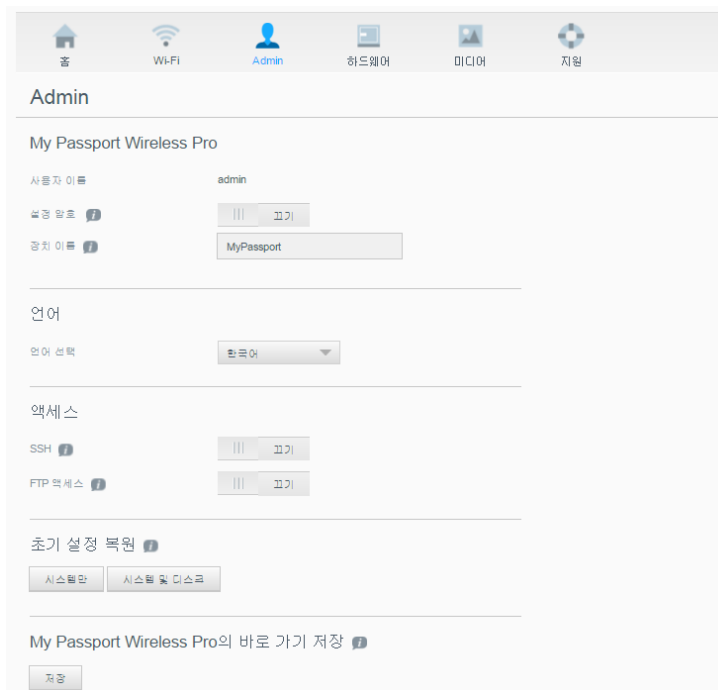 홈 Wi-Fi Admin 하드웨어 미디어 지원
Admin
My Passport Wireless Pro
사용자 이름 admin
설정 암호 끄기
장치 이름 MyPassport
언어
언어 선택 한국어
액세스
SSH 끄기
FTP 액세스 끄기
초기 설정 복원
시스템만 시스템 및 디스크
My Passport Wireless Pro의 바로 가기 저장
저장